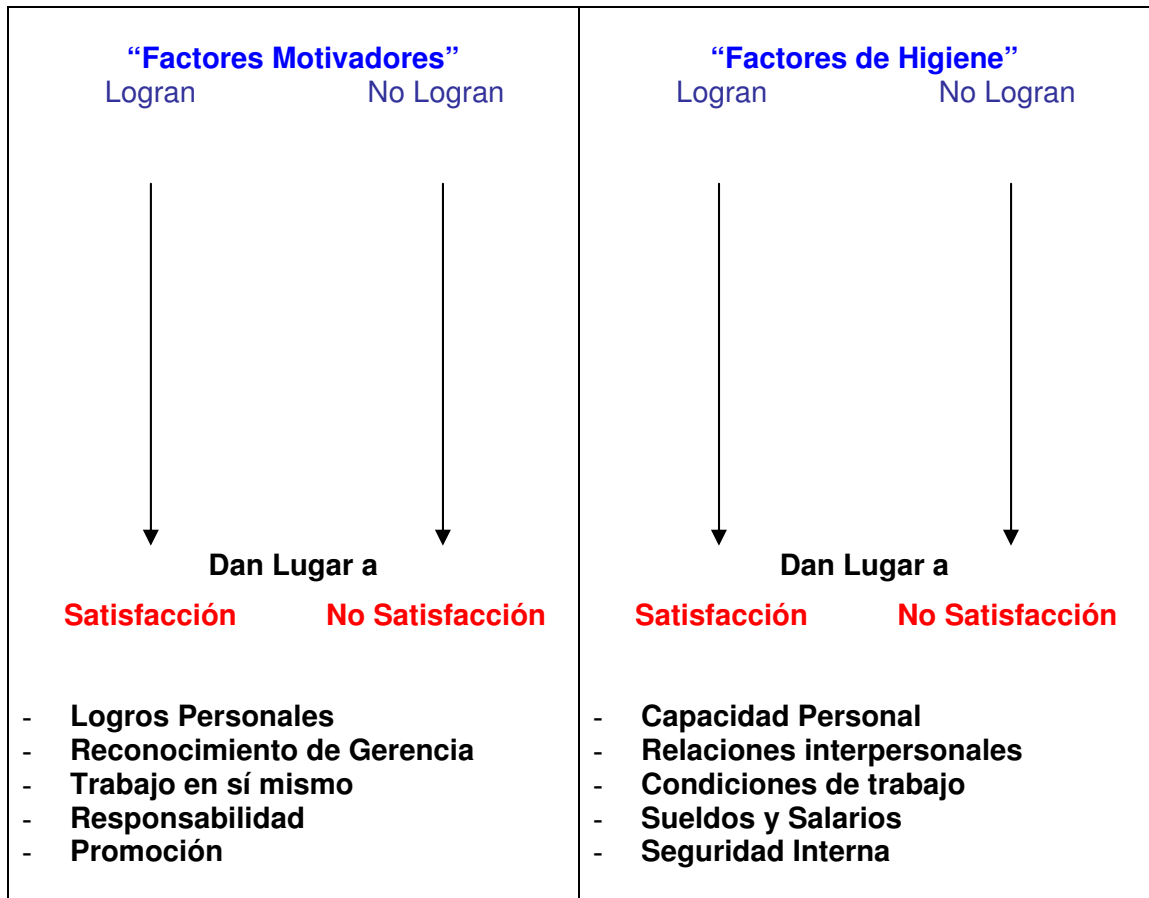 “Factores Motivadores”
Logran No Logran
Dan Lugar a
Satisfacción No Satisfacción
- Logros Personales
- Reconocimiento de Gerencia
- Trabajo en sí mismo
- Responsabilidad
- Promoción
“Factores de Higiene”
Logran No Logran
Dan Lugar a
Satisfacción No Satisfacción
- Capacidad Personal
- Relaciones interpersonales
- Condiciones de trabajo
- Sueldos y Salarios
- Seguridad Interna